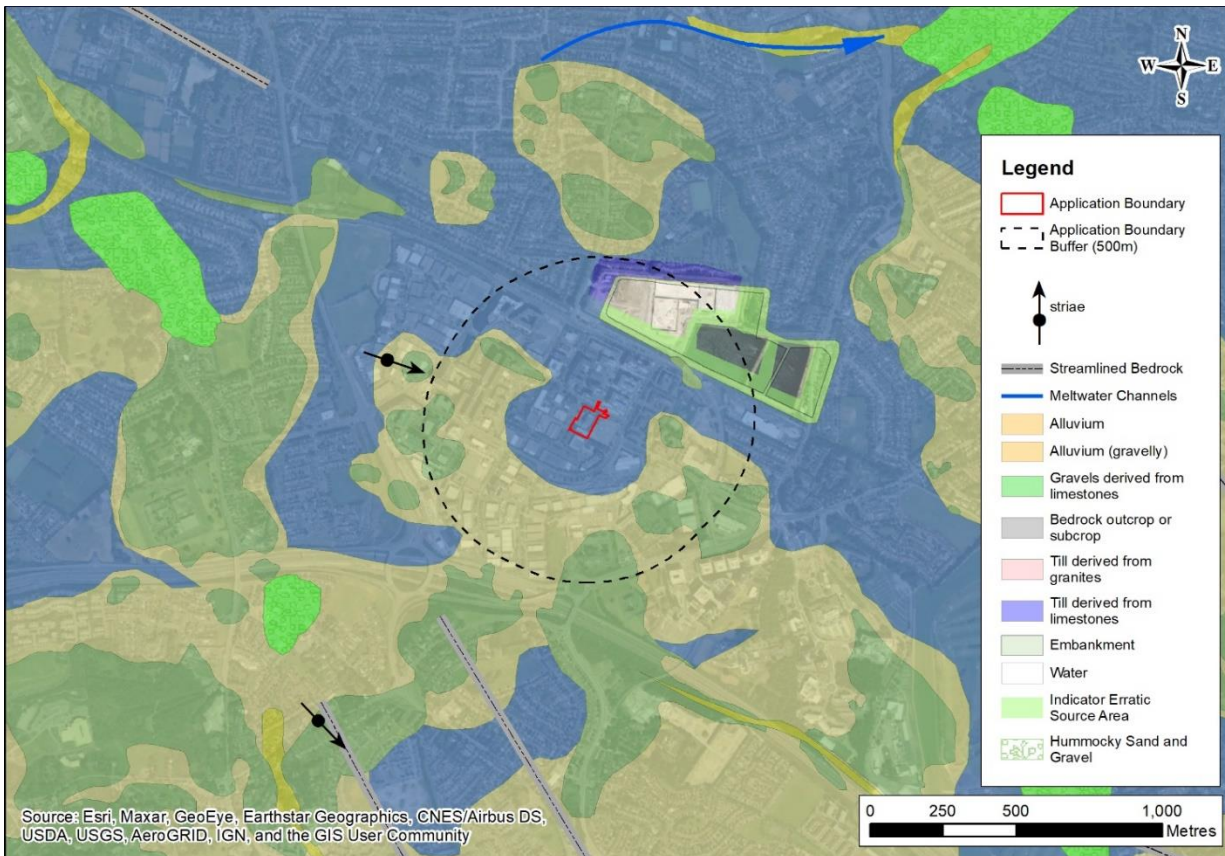 N
W E
S
Legend
Application Boundary
Application Boundary
Buffer (500m)
striae
Streamlined Bedrock
Meltwater Channels
Alluvium
Alluvium (gravelly)
Gravels derived from
limestones
Bedrock outcrop or
subcrop
Till derived from
granites
Till derived from
limestones
Embankment
Water
Indicator Erratic
Source Area
Hummocky Sand and
Gravel
Source: Esri, Maxar, GeoEye, Earthstar Geographics, CNES/Airbus DS,
USDA, USGS, AeroGRID, IGN, and the GIS User Community
0 250 500 1,000
Metres